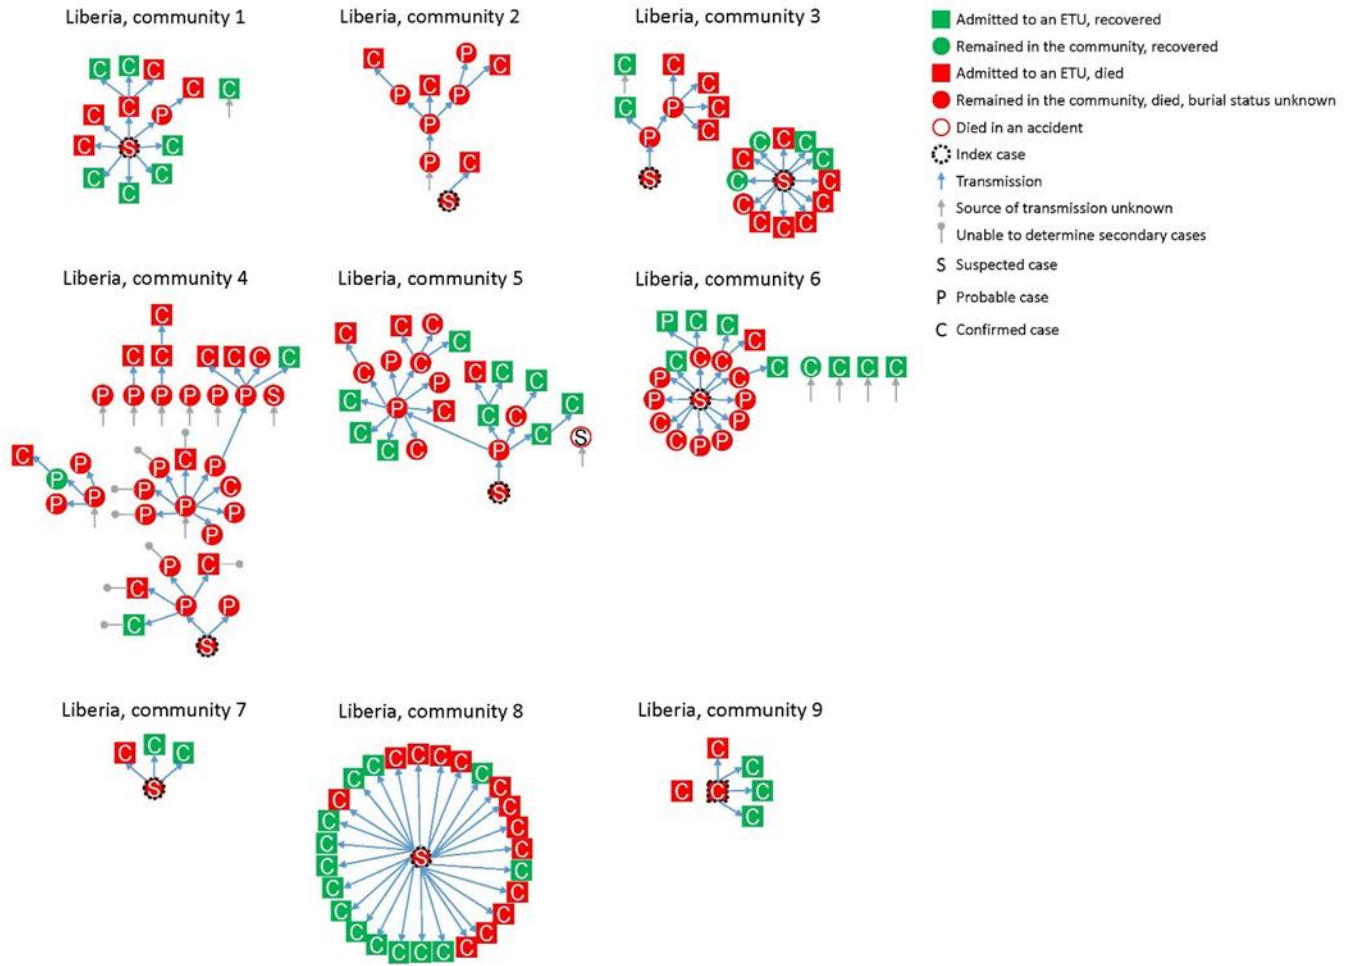 Liberia, community 1
C C C
C C
C C P
C S C
C C
C
Liberia, community 2
C P C
P C P
P
P C
S
Liberia, community 3
C C
C
C P C
P C
S
C C C
C C
C S C
C C
C C C
Liberia, community 4
C
C C C C C C
P P P P P P S
C P P C P
P P P C
P P P P
P
P C
C P P
C
S
Liberia, community 5
C C C C
C P C P
C P C
C C C
C C C
C C C
P C S
S
Liberia, community 6
P C C
C C C C
P C C C C C C
P S P
C P
C P P
Liberia, community 7
C C C
S
Liberia, community 8
C C C C
C C
C C
C C
C C
C C
C S C
C C
C C
C C
C C C C C
Liberia, community 9
C
C
C C C
C
Admitted to an ETU, recovered
Remained in the community, recovered
Admitted to an ETU, died
Remained in the community, died, burial status unknown
Died in an accident
Index case
Transmission
Source of transmission unknown
Unable to determine secondary cases
S Suspected case
P Probable case
C Confirmed case